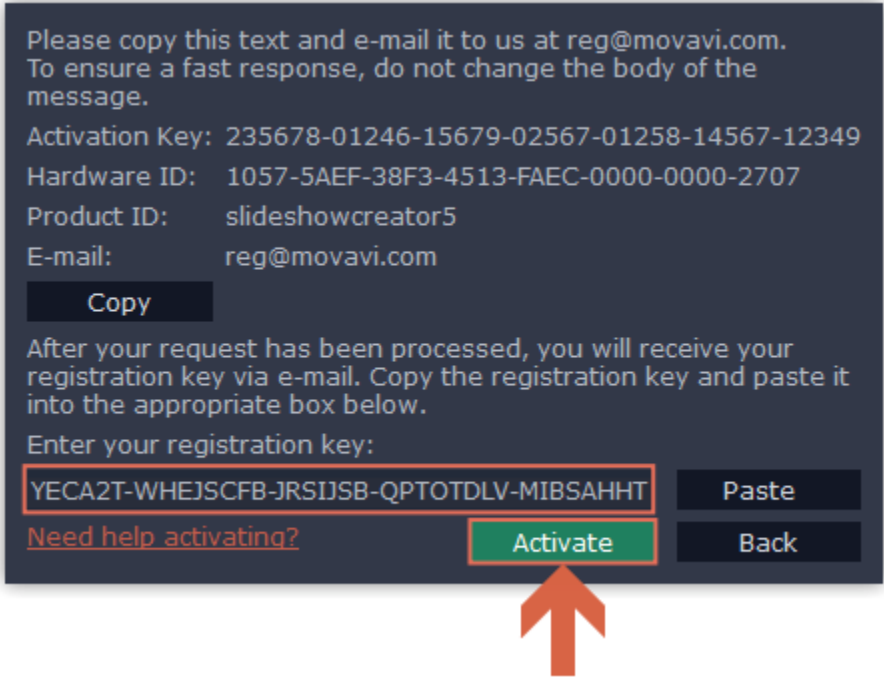 Please copy this text and e-mail it to us at reg@movavi.com.
To ensure a fast response, do not change the body of the
message.
Activation Key: 235678-01246-15679-02567-01258-14567-12349
Hardware ID: 1057-5AEF-38F3-4513-FAEC-0000-0000-2707
Product ID: slideshowcreator5
E-mail: reg@movavi.com
Copy
After your request has been processed, you will receive your
registration key via e-mail. Copy the registration key and paste it
into the appropriate box below.
Enter your registration key:
YECA2T-WHEJSCFB-JRSIJSB-QPTOTDLV-MIBSAHHT Paste
Need help activating? Activate Back